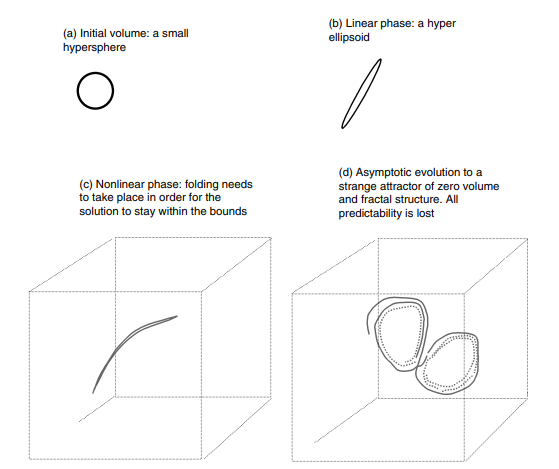 (a) Initial volume: a small
hypersphere
(b) Linear phase: a hyper
ellipsoid
(c) Nonlinear phase: folding needs
to take place in order for the
solution to stay within the bounds
(d) Asymptotic evolution to a
strange attractor of zero volume
and fractal structure. All
predictability is lost